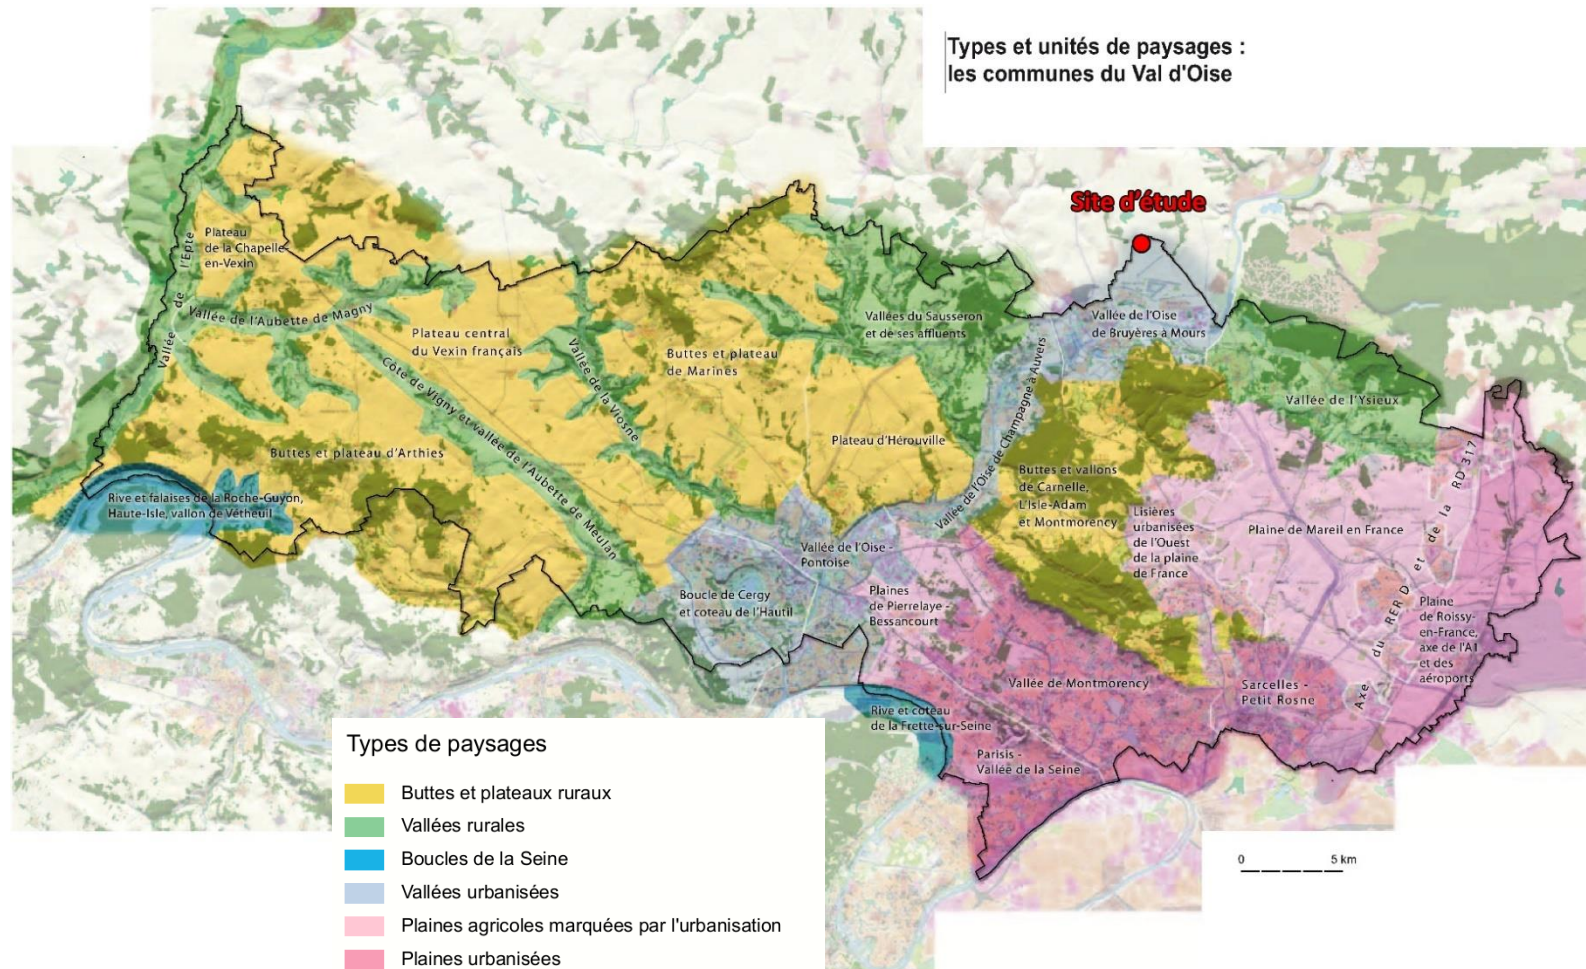 Types et unités de paysages :
les communes du Val d'Oise
Site d'étude
Plateau
de la Chapelle
en-Vexin
Vallée de l'Epte
Vallée de l'Aubette de Magny
Plateau central
du Vexin français
Vallée de la Viosne
Buttes et plateau
de Marines
Vallées du Sausseron
et de ses affluents
Vallée de l'Oise
de Bruyères à Mours
Vallée de l'Ysieux
Côte de Vigny et vallée de l'Aubette de Meulan
Buttes et plateau d'Arthies
Plateau d'Hérouville
Vallée de l'Oise de Champagne à Auvers
Buttes et vallons
de Carnelle,
L'Isle-Adam
et Montmorency
Lisières
urbanisées
de l'Ouest
de la plaine
de France
Plaine de Mareil en France
Axe du RER D et de la RD 317
Rive et falaises de la Roche-Guyon,
Haute-Isle, vallon de Vétheuil
Vallée de l'Oise -
Pontoise
Boucle de Cergy
et coteau de l'Hautil
Plaines
de Pierrelaye -
Bessancourt
Plaine
de Roissy-
en-France,
axe de l'A1
et des
aéroports
Vallée de Montmorency
Sarcelles -
Petit Rosne
Rive et coteau
de la Frette-sur-Seine
Parisis -
Vallée de la Seine
Types de paysages
Buttes et plateaux ruraux
Vallées rurales
Boucles de la Seine
Vallées urbanisées
Plaines agricoles marquées par l'urbanisation
Plaines urbanisées
0 5 km